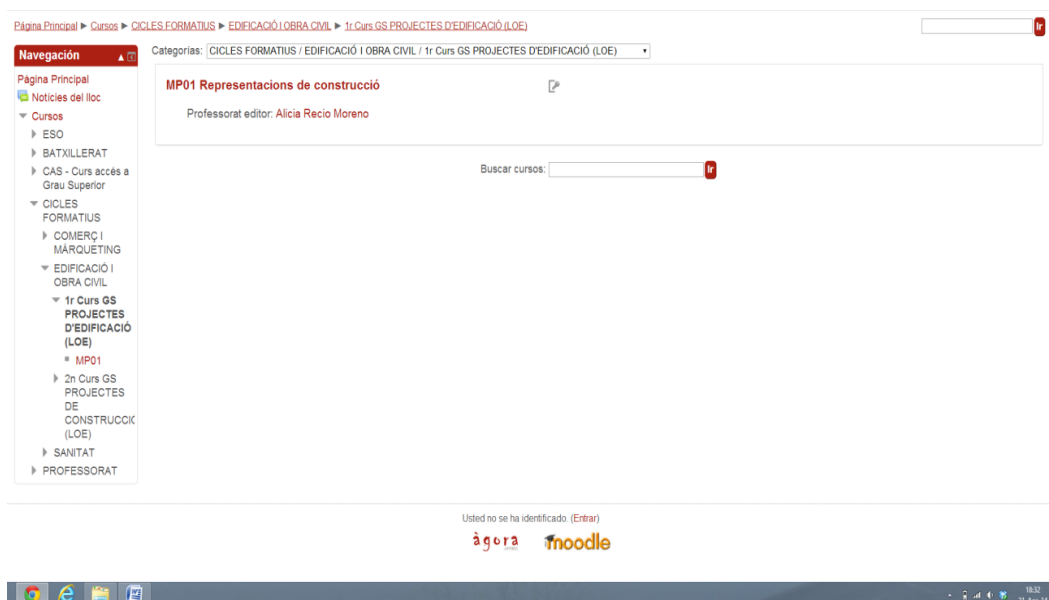 Página Principal ▶ Cursos ▶ CICLES FORMATIUS ▶ EDIFICACIÓ I OBRA CIVIL ▶ 1r Curs GS PROJECTES D'EDIFICACIÓ (LOE)
Ir
Navegación
Página Principal
Notícies del lloc
Cursos
ESO
BATXILLERAT
CAS - Curs accés a
Grau Superior
CICLES
FORMATIUS
COMERÇ I
MÀRQUETING
EDIFICACIÓ I
OBRA CIVIL
1r Curs GS
PROJECTES
D'EDIFICACIÓ
(LOE)
MP01
2n Curs GS
PROJECTES
DE
CONSTRUCCIÓ
(LOE)
SANITAT
PROFESSORAT
Categorías: CICLES FORMATIUS / EDIFICACIÓ I OBRA CIVIL / 1r Curs GS PROJECTES D'EDIFICACIÓ (LOE)
MP01 Representacions de construcció
Professorat editor: Alicia Recio Moreno
Buscar cursos: Ir
Usted no se ha identificado. (Entrar)
àgora moodle
18:32